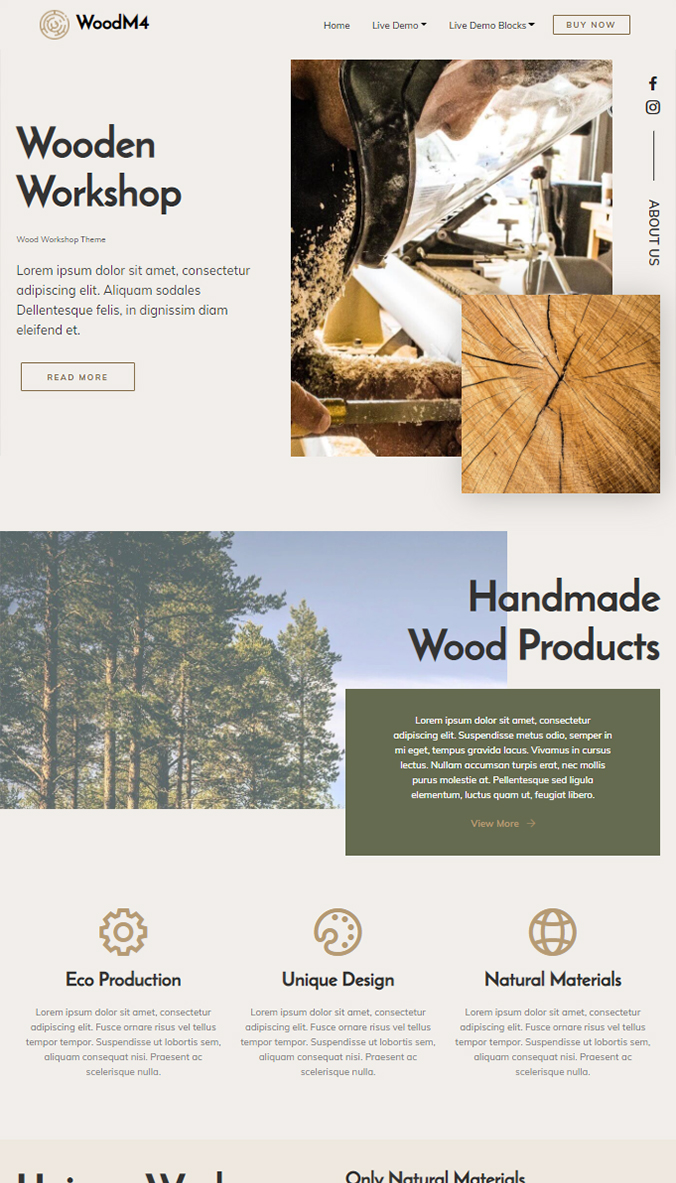 WoodM4
Home Live Demo Live Demo Blocks BUY NOW
ABOUT US
Wooden
Workshop
Wood Workshop Theme
Lorem ipsum dolor sit amet, consectetur
adipiscing elit. Aliquam sodales
Dellentesque felis, in dignissim diam
eleifend et.
READ MORE
Handmade
Wood Products
Lorem ipsum dolor sit amet, consectetur
adipiscing elit. Suspendisse metus odio, semper in
mi eget, tempus gravida lacus. Vivamus in cursus
lectus. Nullam accumsan turpis erat, nec mollis
purus molestie at. Pellentesque sed ligula
elementum, luctus quam ut, feugiat libero.
View More
Eco Production
Lorem ipsum dolor sit amet, consectetur
adipiscing elit. Fusce ornare risus vel tellus
tempor tempor. Suspendisse ut lobortis sem,
aliquam consequat nisi. Praesent ac
scelerisque nulla.
Unique Design
Lorem ipsum dolor sit amet, consectetur
adipiscing elit. Fusce ornare risus vel tellus
tempor tempor. Suspendisse ut lobortis sem,
aliquam consequat nisi. Praesent ac
scelerisque nulla.
Natural Materials
Lorem ipsum dolor sit amet, consectetur
adipiscing elit. Fusce ornare risus vel tellus
tempor tempor. Suspendisse ut lobortis sem,
aliquam consequat nisi. Praesent ac
scelerisque nulla.
Only Natural Materials